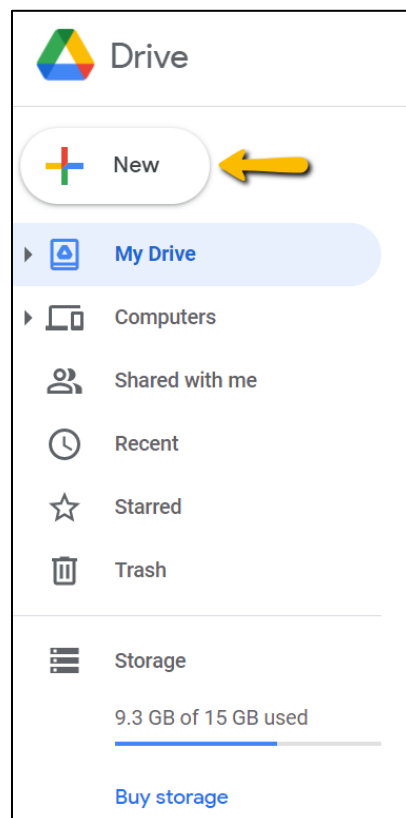 Drive
New
My Drive
Computers
Shared with me
Recent
Starred
Trash
Storage
9.3 GB of 15 GB used
Buy storage